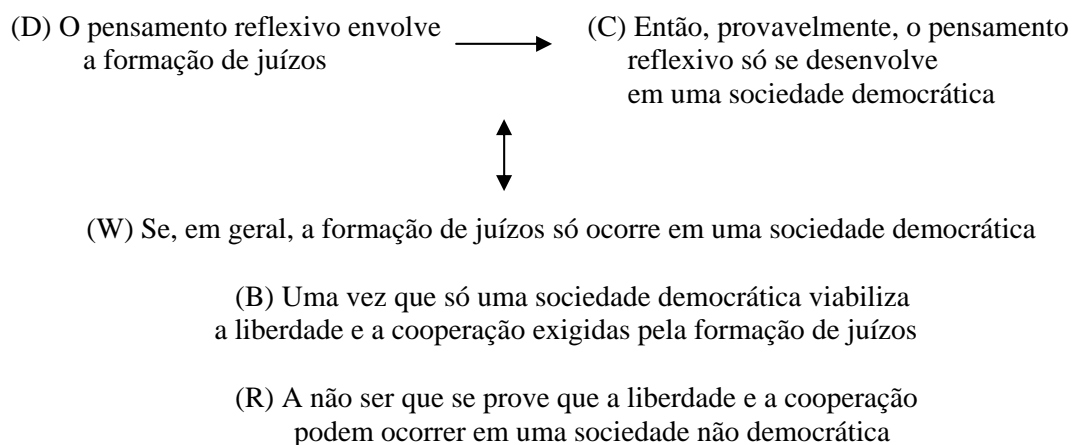 (D) O pensamento reflexivo envolve
a formação de juízos
(C) Então, provavelmente, o pensamento
reflexivo só se desenvolve
em uma sociedade democrática
(W) Se, em geral, a formação de juízos só ocorre em uma sociedade democrática
(B) Uma vez que só uma sociedade democrática viabiliza
a liberdade e a cooperação exigidas pela formação de juízos
(R) A não ser que se prove que a liberdade e a cooperação
podem ocorrer em uma sociedade não democrática